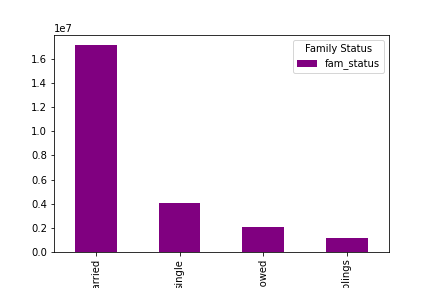 1e7
Family Status
fam_status
1.6
1.4
1.2
1.0
0.8
0.6
0.4
0.2
0.0
arried
single
owed
blings